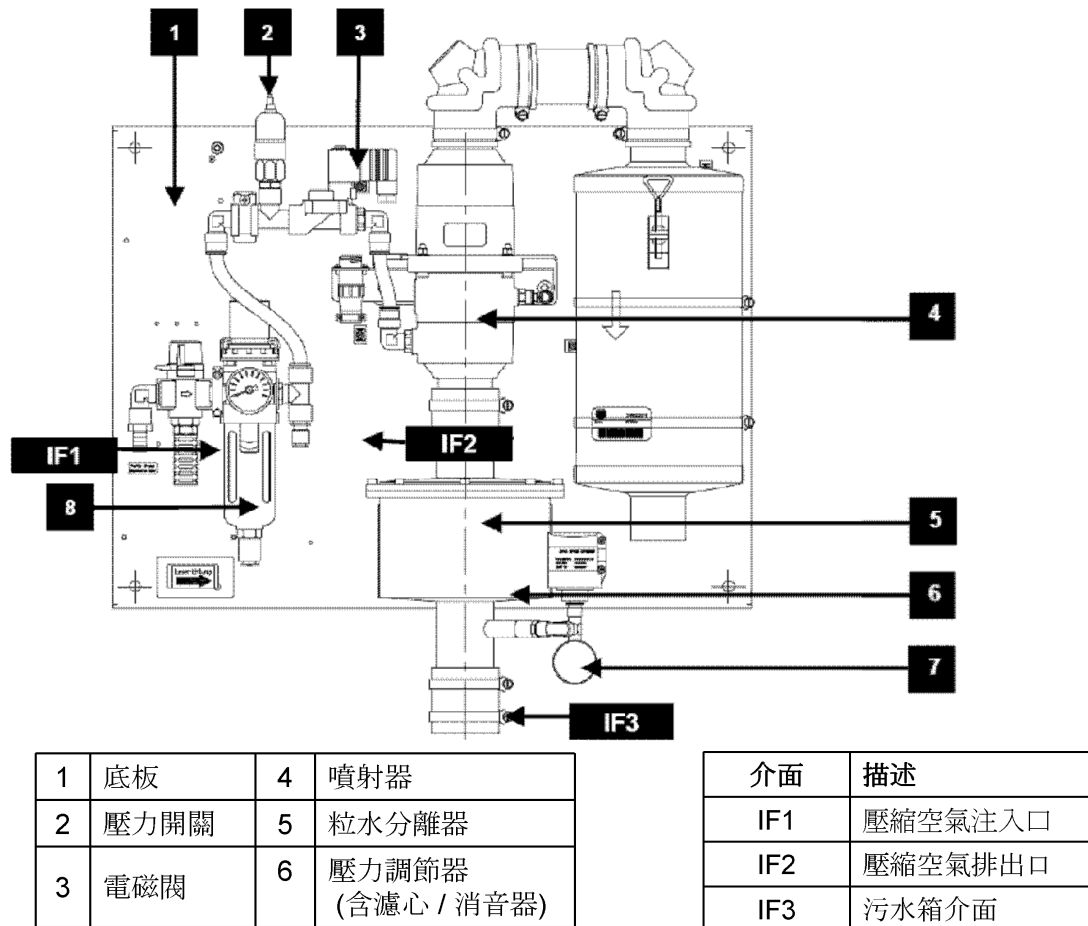 1
2
3
4
IF1
IF2
8
5
6
7
IF3
1 底板 4 噴射器
2 壓力開關 5 粒水分離器
3 電磁閥 6 壓力調節器
(含濾心 / 消音器)
介面 描述
IF1 壓縮空氣注入口
IF2 壓縮空氣排出口
IF3 污水箱介面